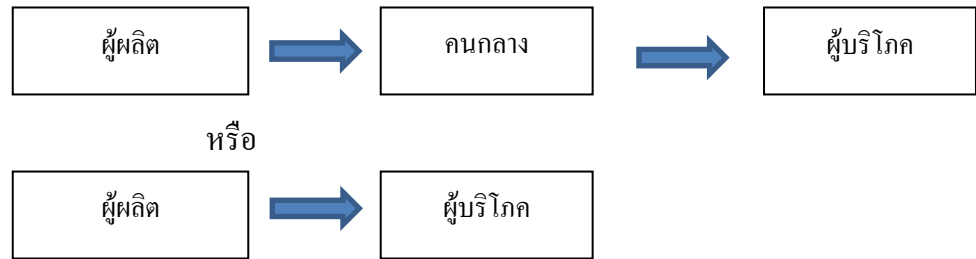 ผู้ผลิต คนกลาง ผู้บริโภค
หรือ
ผู้ผลิต ผู้บริโภค